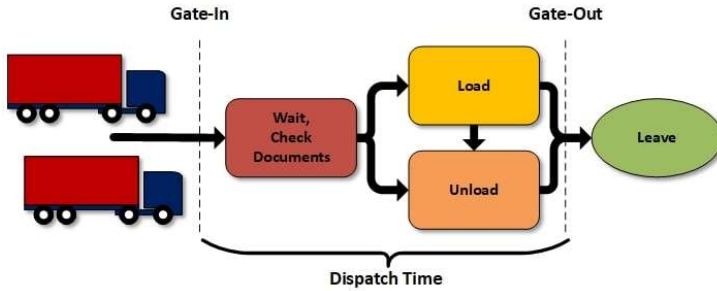 Gate-In
Gate-Out
Wait,
Check
Documents
Load
Unload
Leave
Dispatch Time